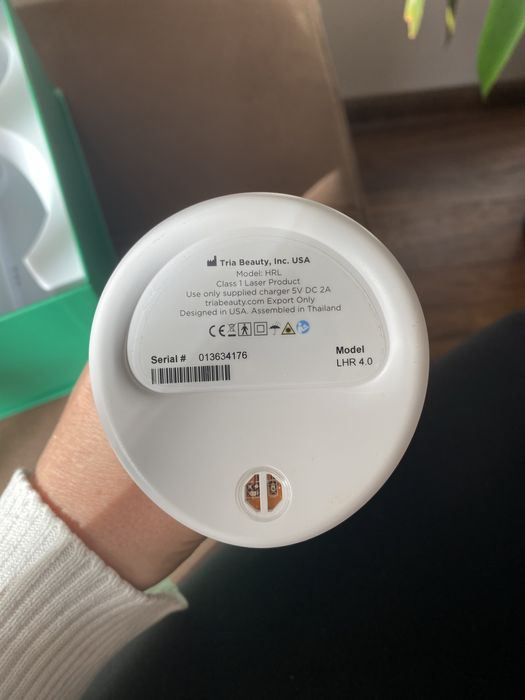 Tria Beauty, Inc. USA
Model: HRL
Class 1 Laser Product
Use only supplied charger 5V DC 2A
triabeauty.com Export Only
Designed in USA. Assembled in Thailand
CE
Serial # 013634176
Model
LHR 4.0